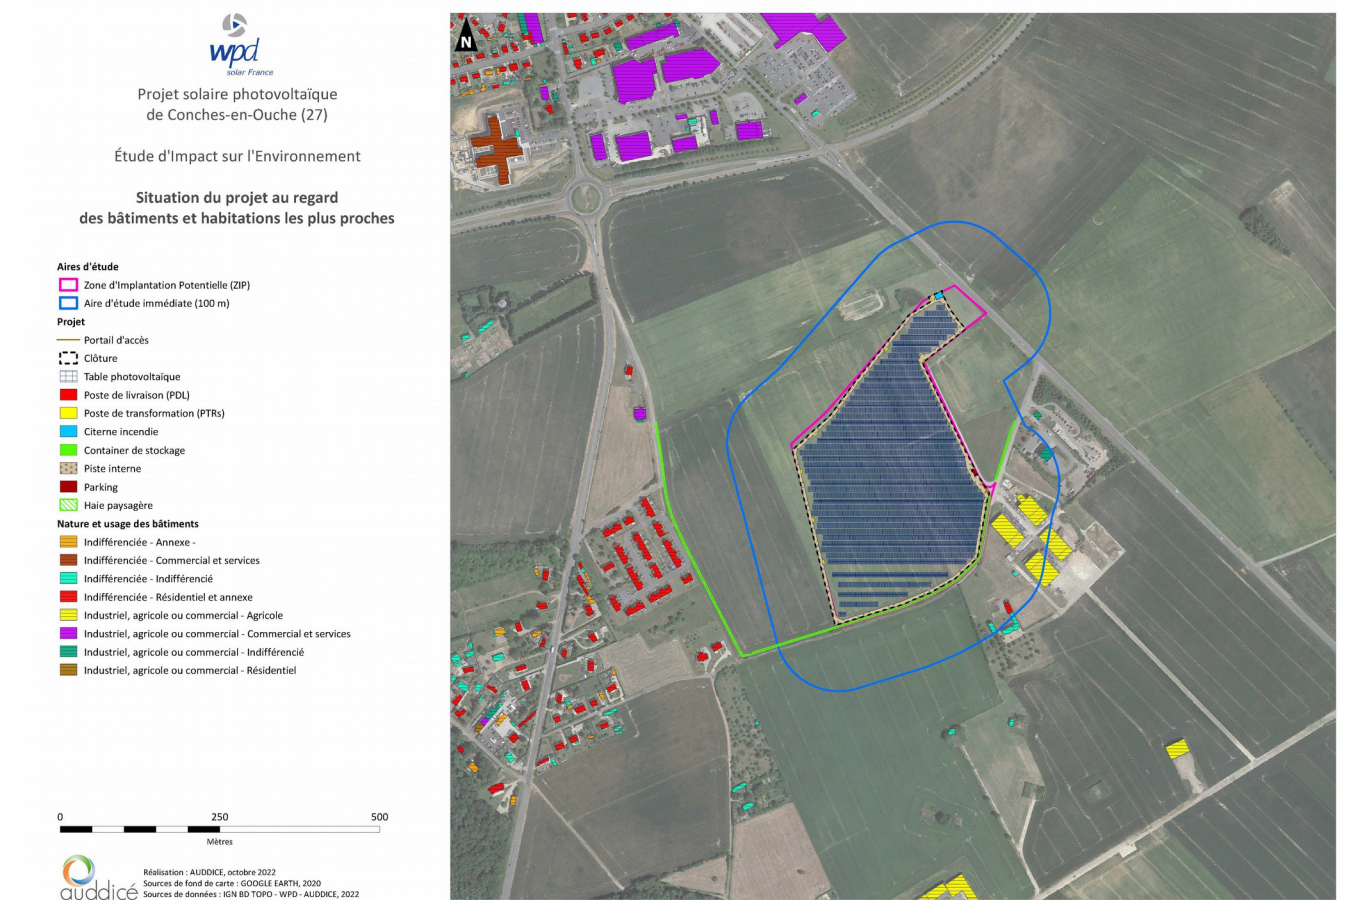 wpd
solar France
Projet solaire photovoltaïque
de Conches-en-Ouche (27)
Étude d'Impact sur l'Environnement
Situation du projet au regard
des bâtiments et habitations les plus proches
Aires d'étude
Zone d'Implantation Potentielle (ZIP)
Aire d'étude immédiate (100 m)
Projet
Portail d'accès
Clôture
Table photovoltaïque
Poste de livraison (PDL)
Poste de transformation (PTRs)
Citerne incendie
Container de stockage
Piste interne
Parking
Haie paysagère
Nature et usage des bâtiments
Indifférenciée - Annexe -
Indifférenciée - Commercial et services
Indifférenciée - Indifférencié
Indifférenciée - Résidentiel et annexe
Industriel, agricole ou commercial - Agricole
Industriel, agricole ou commercial - Commercial et services
Industriel, agricole ou commercial - Indifférencié
Industriel, agricole ou commercial - Résidentiel
0 250 500
Mètres
auddicé
Réalisation : AUDDICE, octobre 2022
Sources de fond de carte : GOOGLE EARTH, 2020
Sources de données : IGN BD TOPO - WPD - AUDDICE, 2022
N